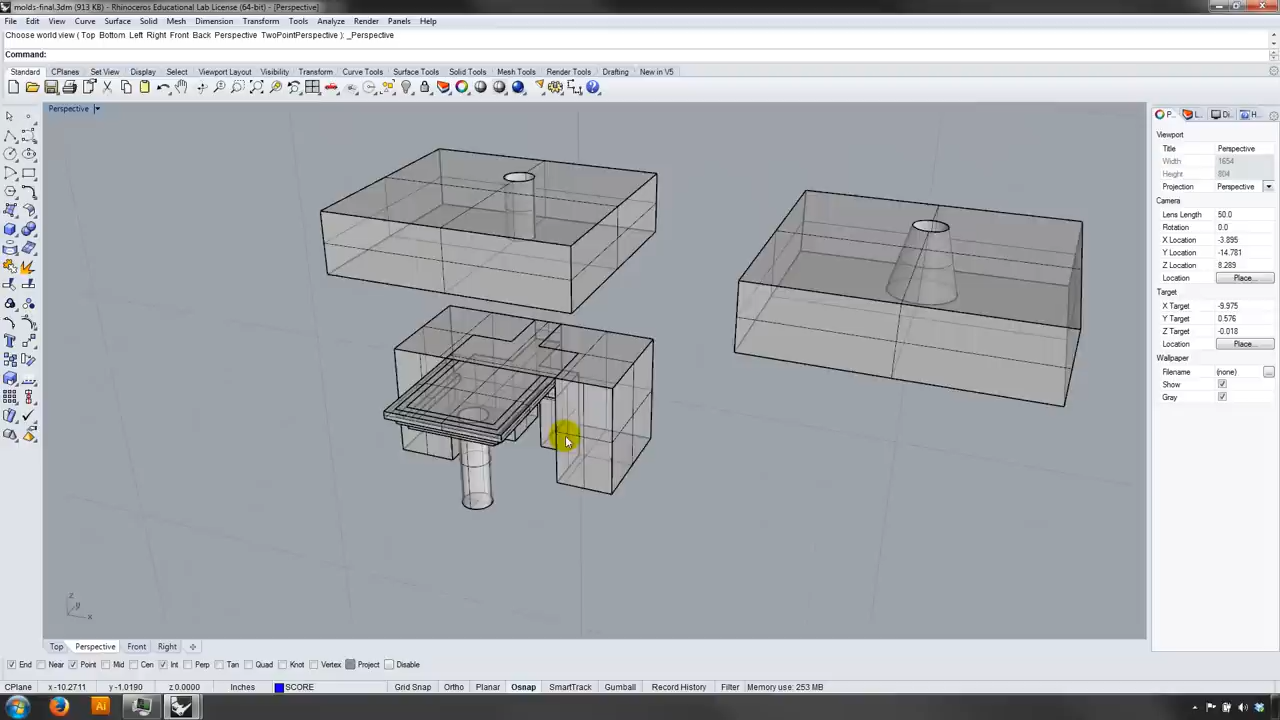 molds-final.3dm (913 KB) - Rhinoceros Educational Lab License (64-bit) - [Perspective]
File Edit View Curve Surface Solid Mesh Dimension Transform Tools Analyze Render Panels Help
Choose world view ( Top Bottom Left Right Front Back Perspective TwoPointPerspective ): _Perspective
Command:
Standard CPlanes Set View Display Select Viewport Layout Visibility Transform Curve Tools Surface Tools Solid Tools Mesh Tools Render Tools Drafting New in V5
Perspective
P... L... Di... H...
Viewport
Title Perspective
Width 1654
Height 804
Projection Perspective
Camera
Lens Length 50.0
Rotation 0.0
X Location -3.895
Y Location -14.781
Z Location 8.289
Location Place...
Target
X Target -9.975
Y Target 0.576
Z Target -0.018
Location Place...
Wallpaper
Filename (none) ...
Show
Gray
z
y
x
Top Perspective Front Right
End Near Point Mid Cen Int Perp Tan Quad Knot Vertex Project Disable
CPlane x -10.2711 y -1.0190 z 0.0000 Inches SCORE Grid Snap Ortho Planar Osnap SmartTrack Gumball Record History Filter Memory use: 253 MB
Ai